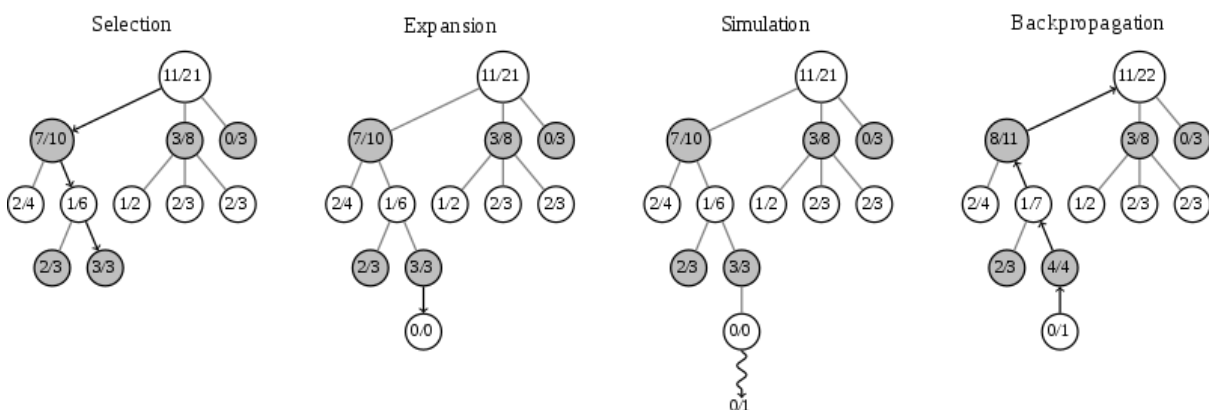 Selection
11/21
7/10 3/8 0/3
2/4 1/6 1/2 2/3 2/3
2/3 3/3
Expansion
11/21
7/10 3/8 0/3
2/4 1/6 1/2 2/3 2/3
2/3 3/3
0/0
Simulation
11/21
7/10 3/8 0/3
2/4 1/6 1/2 2/3 2/3
2/3 3/3
0/0
0/1
Backpropagation
11/22
8/11 3/8 0/3
2/4 1/7 1/2 2/3 2/3
2/3 4/4
0/1